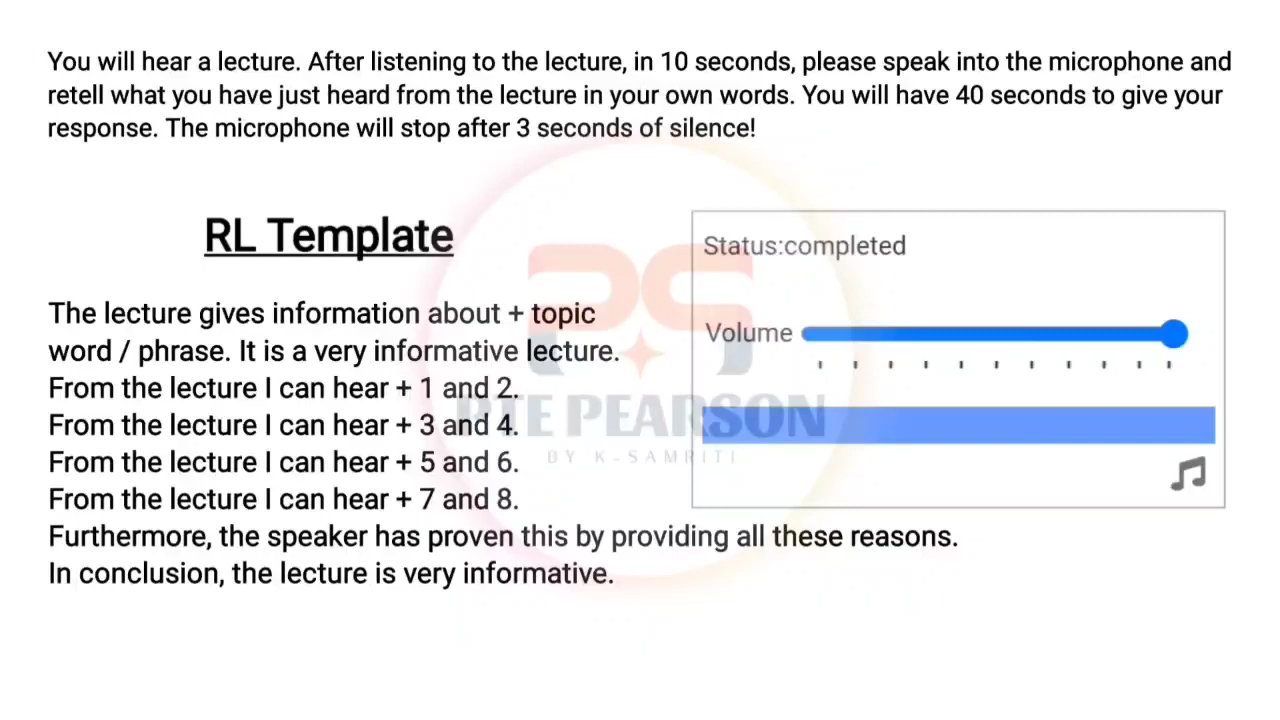 You will hear a lecture. After listening to the lecture, in 10 seconds, please speak into the microphone and
retell what you have just heard from the lecture in your own words. You will have 40 seconds to give your
response. The microphone will stop after 3 seconds of silence!
RL Template
The lecture gives information about + topic
word / phrase. It is a very informative lecture.
From the lecture I can hear + 1 and 2.
From the lecture I can hear + 3 and 4.
From the lecture I can hear + 5 and 6.
From the lecture I can hear + 7 and 8.
Furthermore, the speaker has proven this by providing all these reasons.
In conclusion, the lecture is very informative.
Status:completed
Volume
PS
PTE PEARSON
BY K-SAMRITI